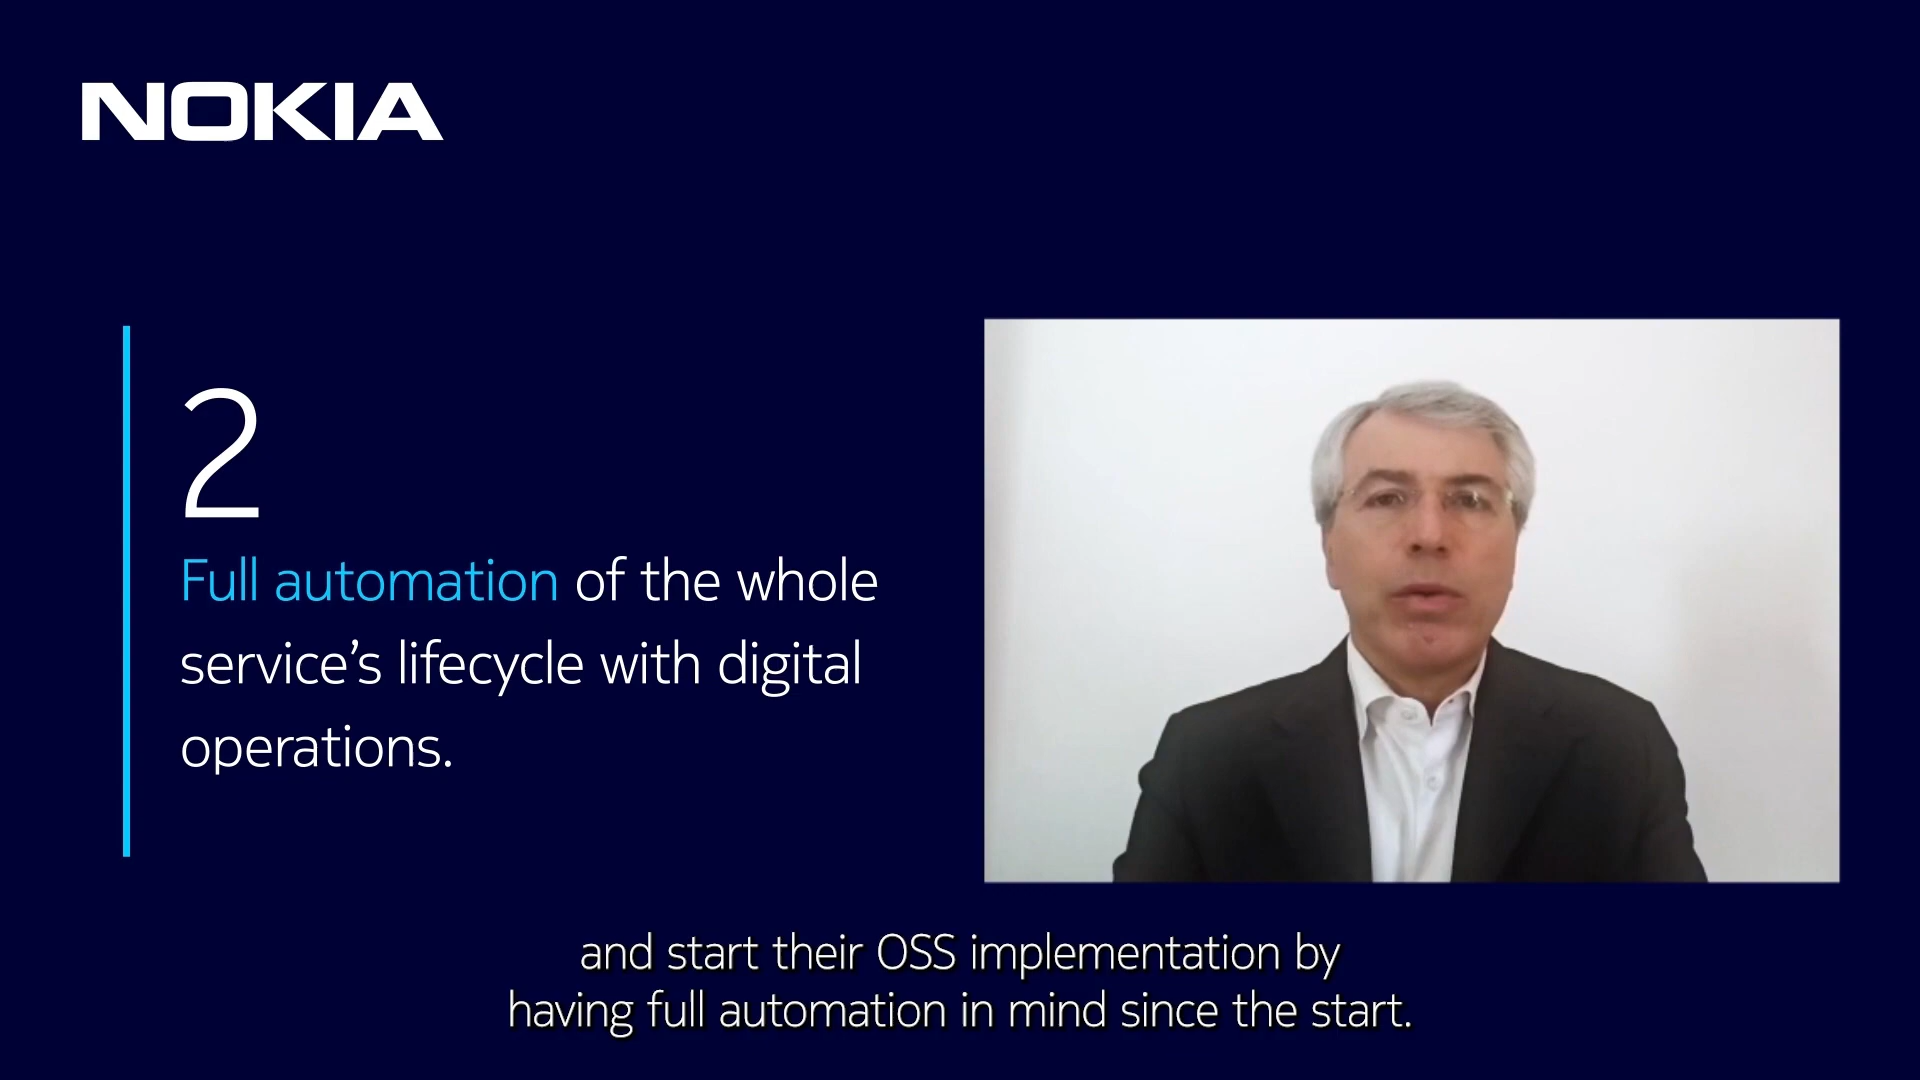 NOKIA
2
Full automation of the whole
service’s lifecycle with digital
operations.
and start their OSS implementation by
having full automation in mind since the start.